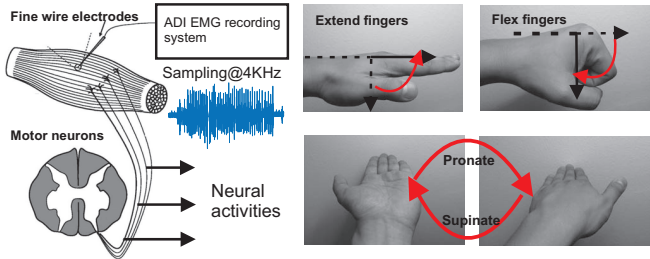 Fine wire electrodes
ADI EMG recording
system
Sampling@4KHz
Motor neurons
Neural
activities
Extend fingers
Flex fingers
Pronate
Supinate